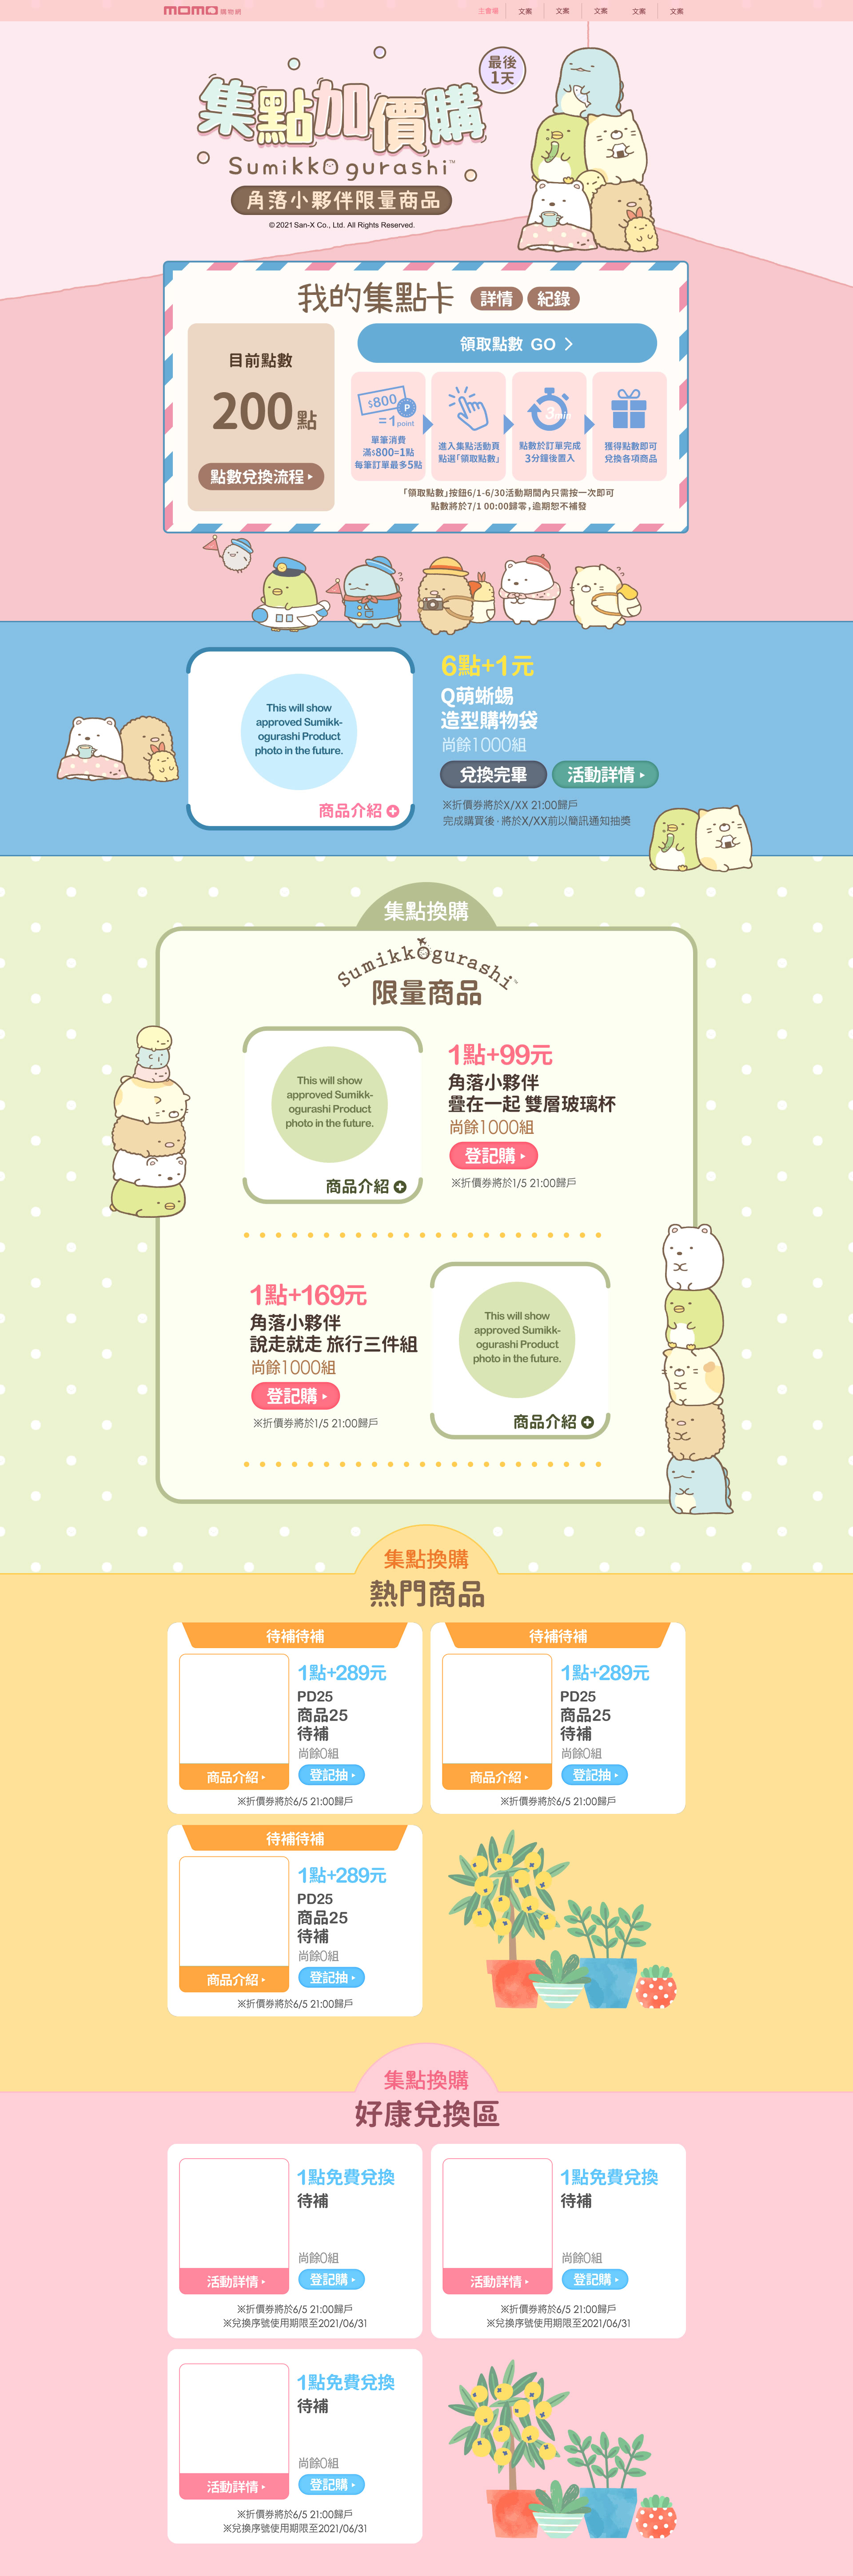 momo購物網
主會場 文案 文案 文案 文案 文案
最後
1天
集點加價購
Sumikkogurashi™
角落小夥伴限量商品
©2021 San-X Co., Ltd. All Rights Reserved.
我的集點卡 詳情 紀錄
目前點數
200點
點數兌換流程
領取點數 GO
$800
P
=1point
單筆消費
滿$800=1點
每筆訂單最多5點
進入集點活動頁
點選「領取點數」
3min
點數於訂單完成
3分鐘後置入
獲得點數即可
兌換各項商品
「領取點數」按鈕6/1-6/30活動期間內只需按一次即可
點數將於7/1 00:00歸零,逾期恕不補發
This will show
approved Sumikk-
ogurashi Product
photo in the future.
商品介紹
6點+1元
Q萌蜥蜴
造型購物袋
尚餘1000組
兌換完畢 活動詳情
※折價券將於X/XX 21:00歸戶
完成購買後·將於X/XX前以簡訊通知抽獎
集點換購
Sumikkogurashi™
限量商品
This will show
approved Sumikk-
ogurashi Product
photo in the future.
商品介紹
1點+99元
角落小夥伴
疊在一起 雙層玻璃杯
尚餘1000組
登記購
※折價券將於1/5 21:00歸戶
1點+169元
角落小夥伴
說走就走 旅行三件組
尚餘1000組
登記購
※折價券將於1/5 21:00歸戶
This will show
approved Sumikk-
ogurashi Product
photo in the future.
商品介紹
集點換購
熱門商品
待補待補
1點+289元
PD25
商品25
待補
尚餘0組
商品介紹
登記抽
※折價券將於6/5 21:00歸戶
待補待補
1點+289元
PD25
商品25
待補
尚餘0組
商品介紹
登記抽
※折價券將於6/5 21:00歸戶
待補待補
1點+289元
PD25
商品25
待補
尚餘0組
商品介紹
登記抽
※折價券將於6/5 21:00歸戶
集點換購
好康兌換區
1點免費兌換
待補
尚餘0組
活動詳情
登記購
※折價券將於6/5 21:00歸戶
※兌換序號使用期限至2021/06/31
1點免費兌換
待補
尚餘0組
活動詳情
登記購
※折價券將於6/5 21:00歸戶
※兌換序號使用期限至2021/06/31
1點免費兌換
待補
尚餘0組
活動詳情
登記購
※折價券將於6/5 21:00歸戶
※兌換序號使用期限至2021/06/31